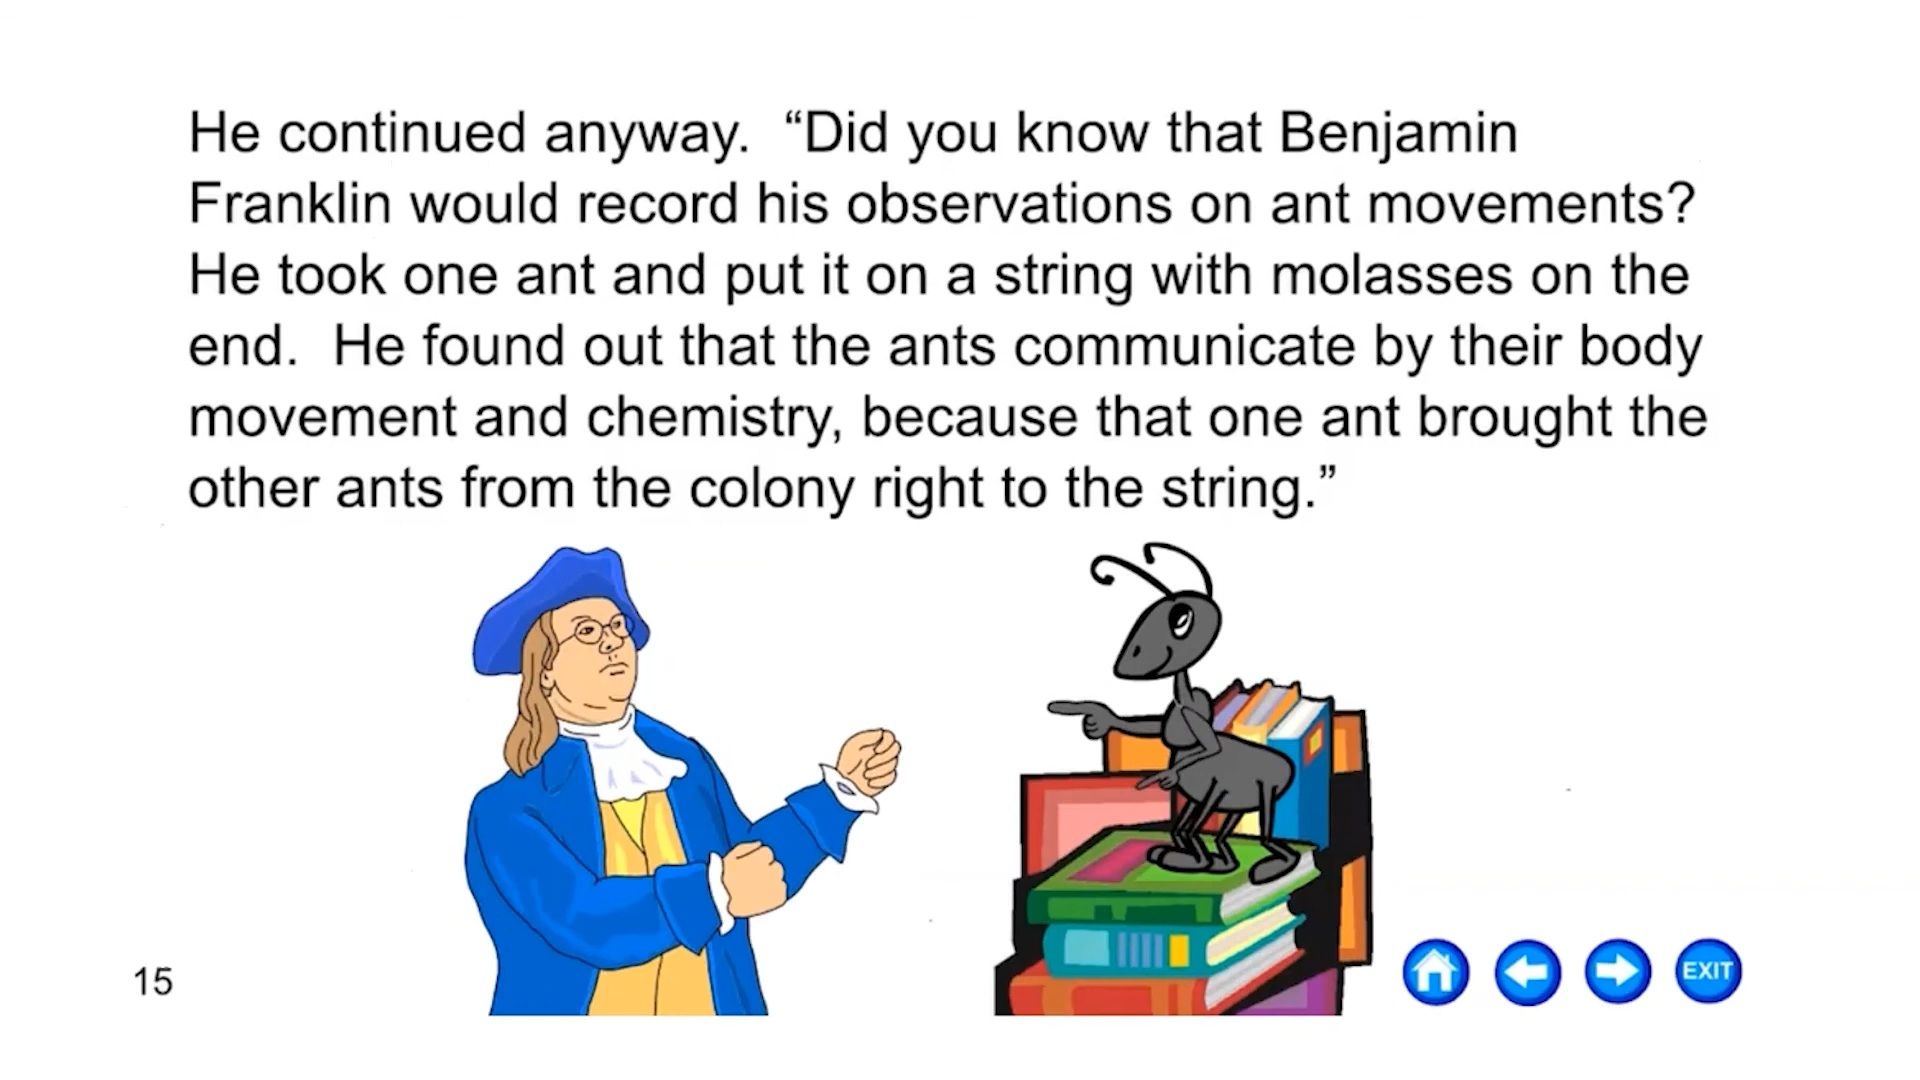 He continued anyway.  “Did you know that Benjamin
Franklin would record his observations on ant movements?
He took one ant and put it on a string with molasses on the
end.  He found out that the ants communicate by their body
movement and chemistry, because that one ant brought the
other ants from the colony right to the string.”
15
EXIT